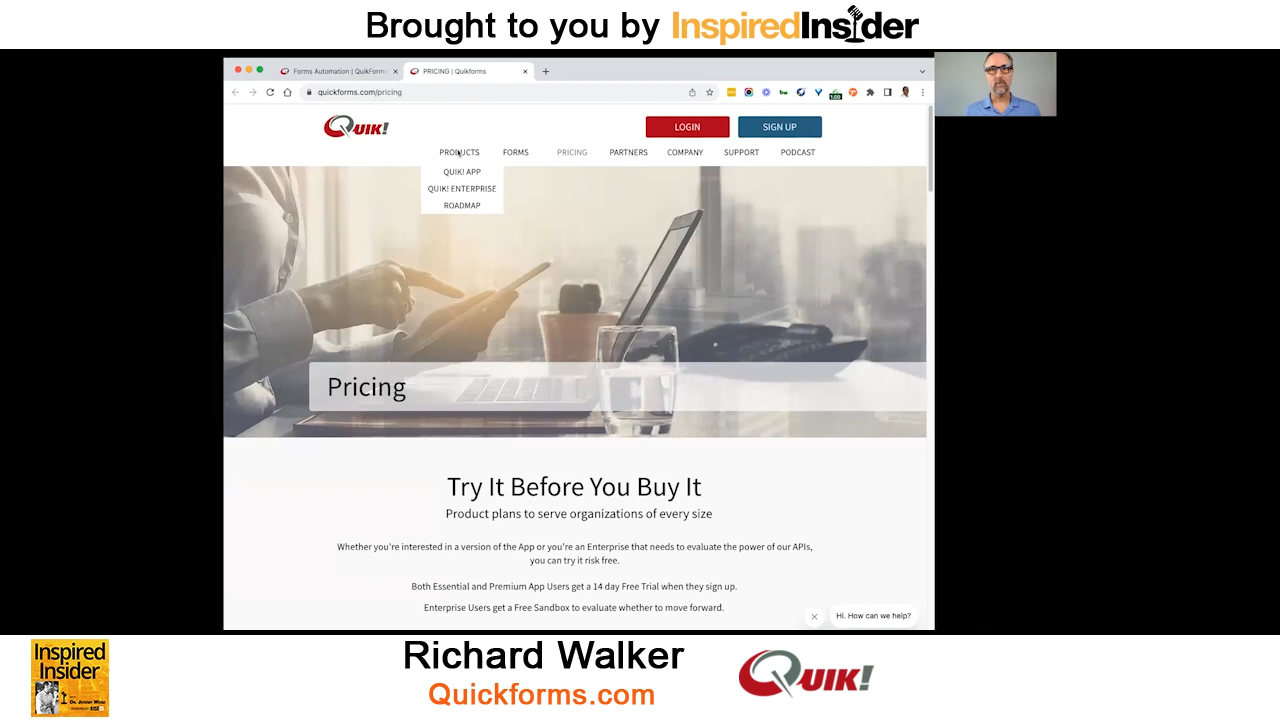 Brought to you by InspiredInsider
Forms Automation | QuikForms
PRICING | Quikforms
quickforms.com/pricing
QUIK!
LOGIN
SIGN UP
PRODUCTS
FORMS
PRICING
PARTNERS
COMPANY
SUPPORT
PODCAST
QUIK! APP
QUIK! ENTERPRISE
ROADMAP
Pricing
Try It Before You Buy It
Product plans to serve organizations of every size
Whether you're interested in a version of the App or you're an Enterprise that needs to evaluate the power of our APIs,
you can try it risk free.
Both Essential and Premium App Users get a 14 day Free Trial when they sign up.
Enterprise Users get a Free Sandbox to evaluate whether to move forward.
Hi. How can we help?
Inspired
Insider
Richard Walker
Quickforms.com
QUIK!